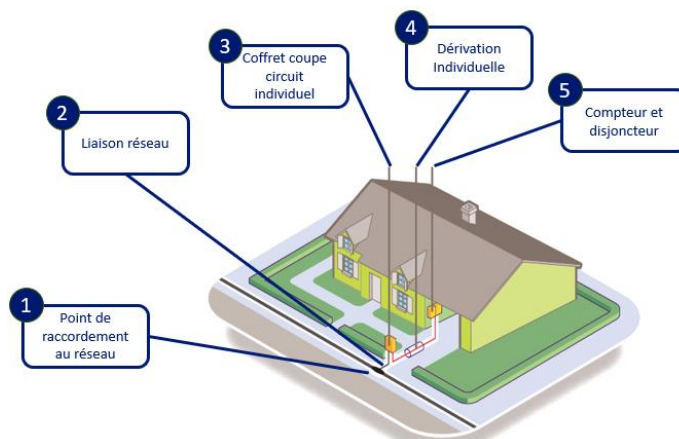 1
Point de
raccordement
au réseau
2
Liaison réseau
3
Coffret coupe
circuit
individuel
4
Dérivation
Individuelle
5
Compteur et
disjoncteur